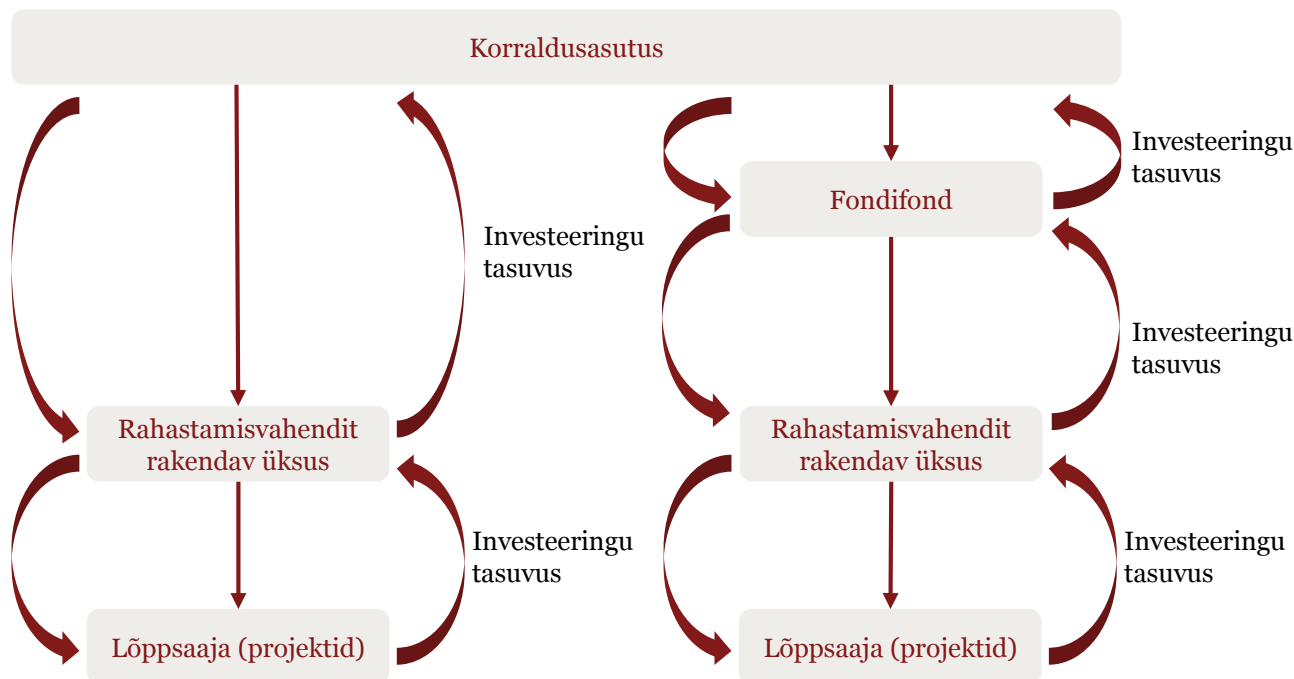 Korraldusasutus
Investeeringu
tasuvus
Fondifond
Investeeringu
tasuvus
Investeeringu
tasuvus
Rahastamisvahendit
rakendav üksus
Rahastamisvahendit
rakendav üksus
Investeeringu
tasuvus
Investeeringu
tasuvus
Lõppsaaja (projektid)
Lõppsaaja (projektid)